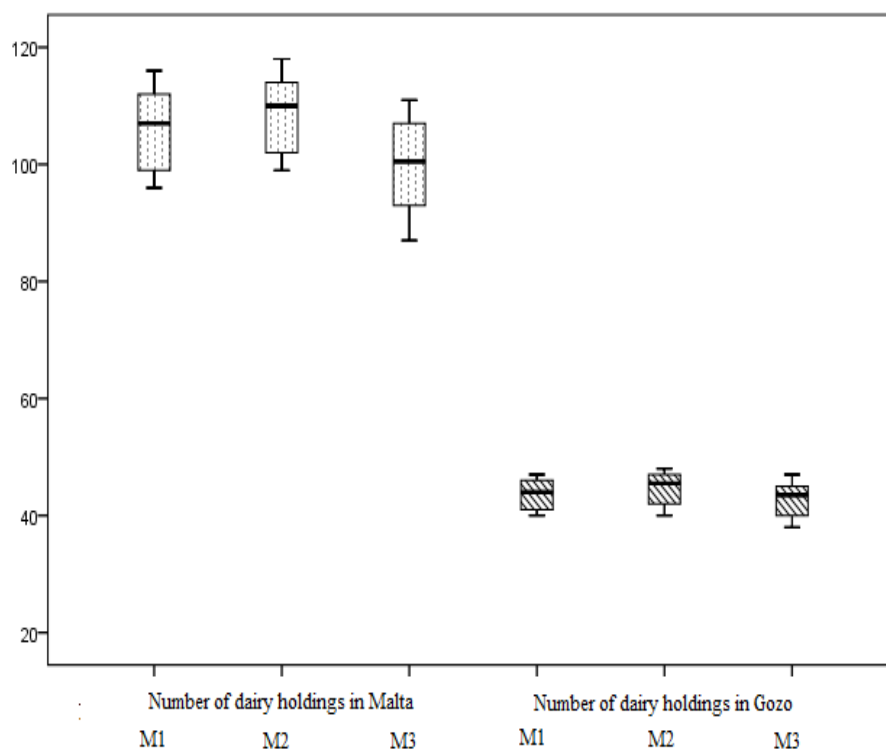 120
100
80
60
40
20
Number of dairy holdings in Malta
Number of dairy holdings in Gozo
M1 M2 M3 M1 M2 M3